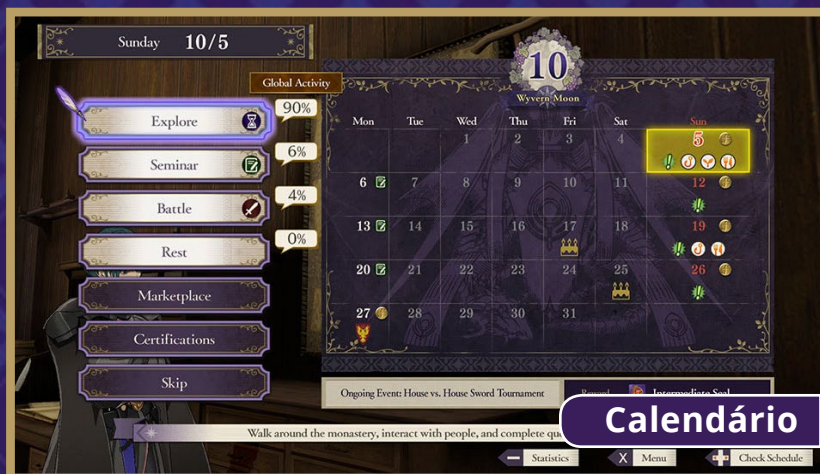 Sunday 10/5
10
Wyvern Moon
Global Activity
Explore 90%
Seminar 6%
Battle 4%
Rest 0%
Marketplace
Certifications
Skip
Mon Tue Wed Thu Fri Sat Sun
1 2 3 4 5
6 7 8 9 10 11 12
13 14 15 16 17 18 19
20 21 22 23 24 25 26
27 28 29 30 31
Ongoing Event: House vs. House Sword Tournament Reward Intermediate Seal
Walk around the monastery, interact with people, and complete
Calendário
Statistics X Menu Check Schedule